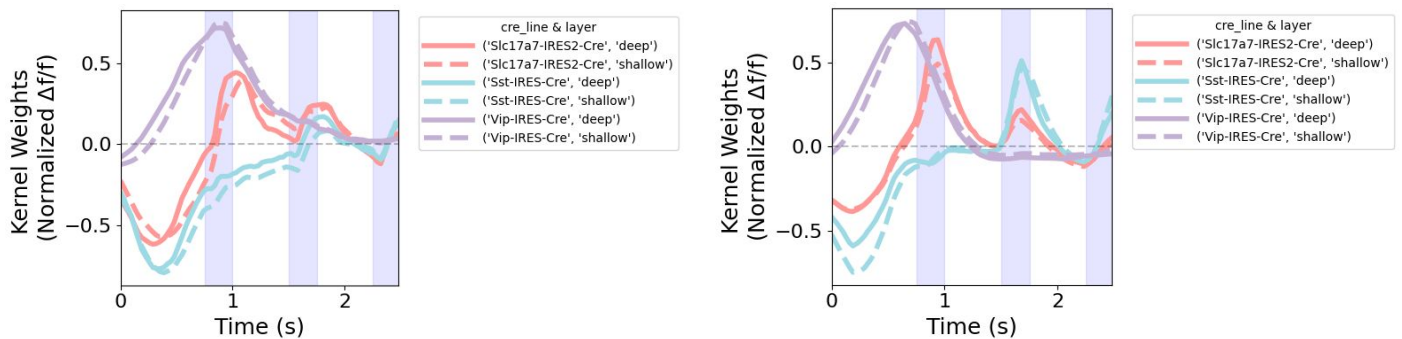 Kernel Weights
(Normalized Δf/f)
0.5
0.0
−0.5
0
1
2
Time (s)
cre_line & layer
('Slc17a7-IRES2-Cre', 'deep')
('Slc17a7-IRES2-Cre', 'shallow')
('Sst-IRES-Cre', 'deep')
('Sst-IRES-Cre', 'shallow')
('Vip-IRES-Cre', 'deep')
('Vip-IRES-Cre', 'shallow')
Kernel Weights
(Normalized Δf/f)
0.5
0.0
−0.5
0
1
2
Time (s)
cre_line & layer
('Slc17a7-IRES2-Cre', 'deep')
('Slc17a7-IRES2-Cre', 'shallow')
('Sst-IRES-Cre', 'deep')
('Sst-IRES-Cre', 'shallow')
('Vip-IRES-Cre', 'deep')
('Vip-IRES-Cre', 'shallow')